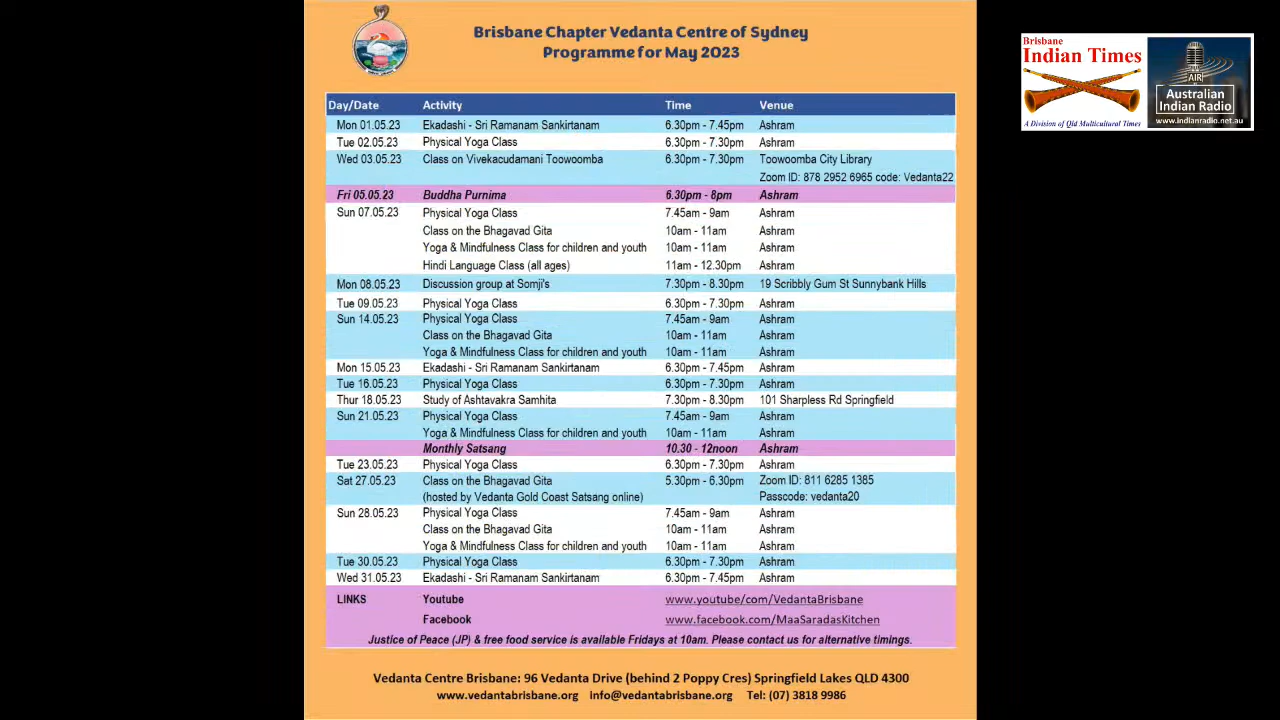 Brisbane Chapter Vedanta Centre of Sydney
Programme for May 2023
Brisbane
Indian Times
A Division of Qld Multicultural Times
AIR
Australian
Indian Radio
www.indianradio.net.au
Day/Date Activity Time Venue
Mon 01.05.23 Ekadashi - Sri Ramanam Sankirtanam 6.30pm - 7.45pm Ashram
Tue 02.05.23 Physical Yoga Class 6.30pm - 7.30pm Ashram
Wed 03.05.23 Class on Vivekacudamani Toowoomba 6.30pm - 7.30pm Toowoomba City Library
Zoom ID: 878 2952 6965 code: Vedanta22
Fri 05.05.23 Buddha Purnima 6.30pm - 8pm Ashram
Sun 07.05.23 Physical Yoga Class 7.45am - 9am Ashram
Class on the Bhagavad Gita 10am - 11am Ashram
Yoga & Mindfulness Class for children and youth 10am - 11am Ashram
Hindi Language Class (all ages) 11am - 12.30pm Ashram
Mon 08.05.23 Discussion group at Somji's 7.30pm - 8.30pm 19 Scribbly Gum St Sunnybank Hills
Tue 09.05.23 Physical Yoga Class 6.30pm - 7.30pm Ashram
Sun 14.05.23 Physical Yoga Class 7.45am - 9am Ashram
Class on the Bhagavad Gita 10am - 11am Ashram
Yoga & Mindfulness Class for children and youth 10am - 11am Ashram
Mon 15.05.23 Ekadashi - Sri Ramanam Sankirtanam 6.30pm - 7.45pm Ashram
Tue 16.05.23 Physical Yoga Class 6.30pm - 7.30pm Ashram
Thur 18.05.23 Study of Ashtavakra Samhita 7.30pm - 8.30pm 101 Sharpless Rd Springfield
Sun 21.05.23 Physical Yoga Class 7.45am - 9am Ashram
Yoga & Mindfulness Class for children and youth 10am - 11am Ashram
Monthly Satsang 10.30 - 12noon Ashram
Tue 23.05.23 Physical Yoga Class 6.30pm - 7.30pm Ashram
Sat 27.05.23 Class on the Bhagavad Gita 5.30pm - 6.30pm Zoom ID: 811 6285 1385
(hosted by Vedanta Gold Coast Satsang online) Passcode: vedanta20
Sun 28.05.23 Physical Yoga Class 7.45am - 9am Ashram
Class on the Bhagavad Gita 10am - 11am Ashram
Yoga & Mindfulness Class for children and youth 10am - 11am Ashram
Tue 30.05.23 Physical Yoga Class 6.30pm - 7.30pm Ashram
Wed 31.05.23 Ekadashi - Sri Ramanam Sankirtanam 6.30pm - 7.45pm Ashram
LINKS Youtube www.youtube/com/VedantaBrisbane
Facebook www.facebook.com/MaaSaradasKitchen
Justice of Peace (JP) & free food service is available Fridays at 10am. Please contact us for alternative timings.
Vedanta Centre Brisbane: 96 Vedanta Drive (behind 2 Poppy Cres) Springfield Lakes QLD 4300
www.vedantabrisbane.org info@vedantabrisbane.org Tel: (07) 3818 9986